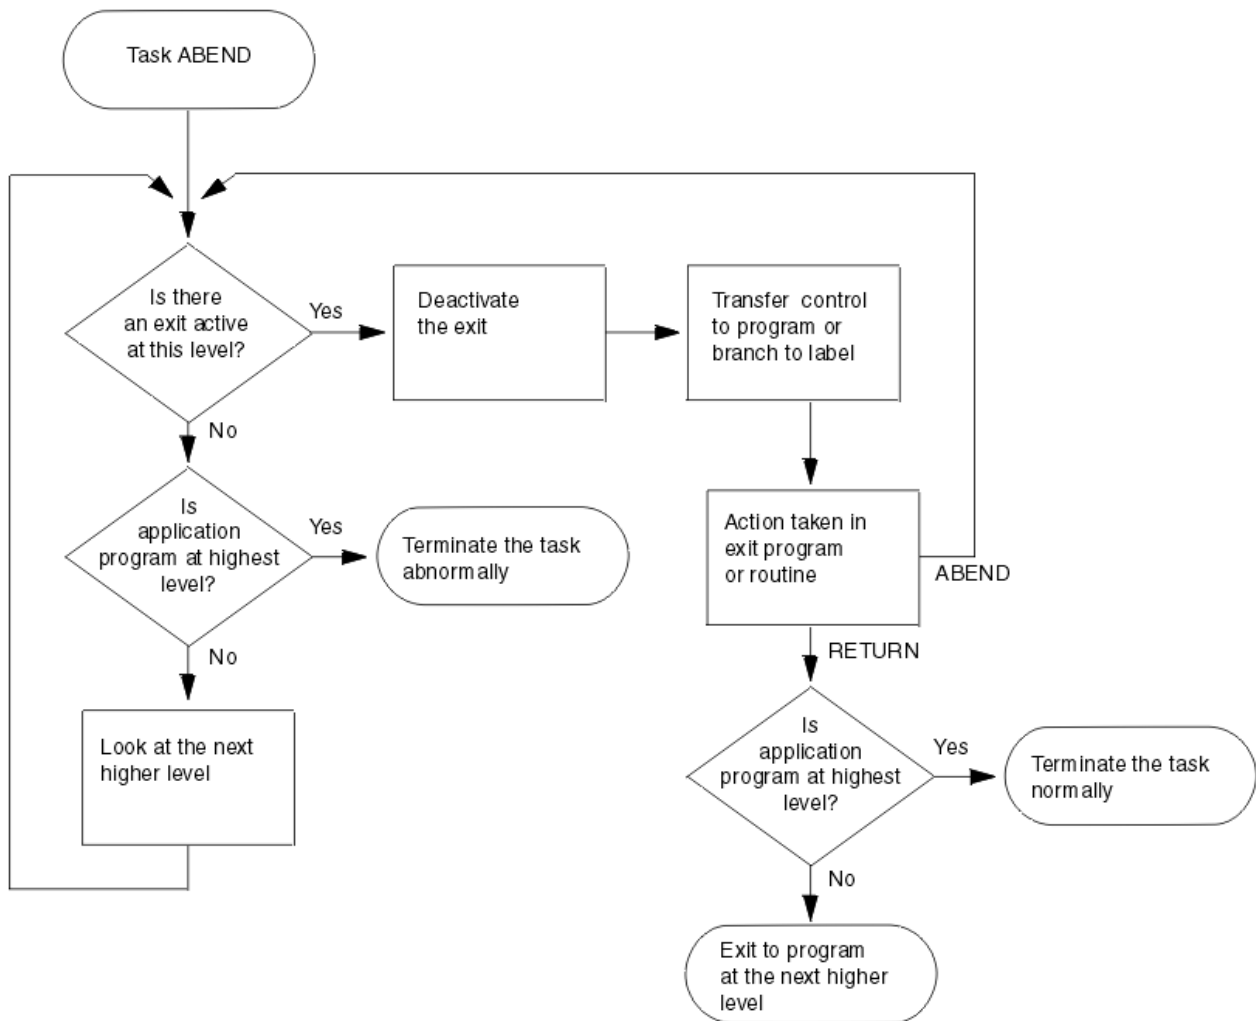 Task ABEND
Is there
an exit active
at this level?
Yes
Deactivate
the exit
Transfer control
to program or
branch to label
No
Is
application
program at highest
level?
Yes
Terminate the task
abnormally
Action taken in
exit program
or routine
ABEND
RETURN
No
Look at the next
higher level
Is
application
program at highest
level?
Yes
Terminate the task
normally
No
Exit to program
at the next higher
level